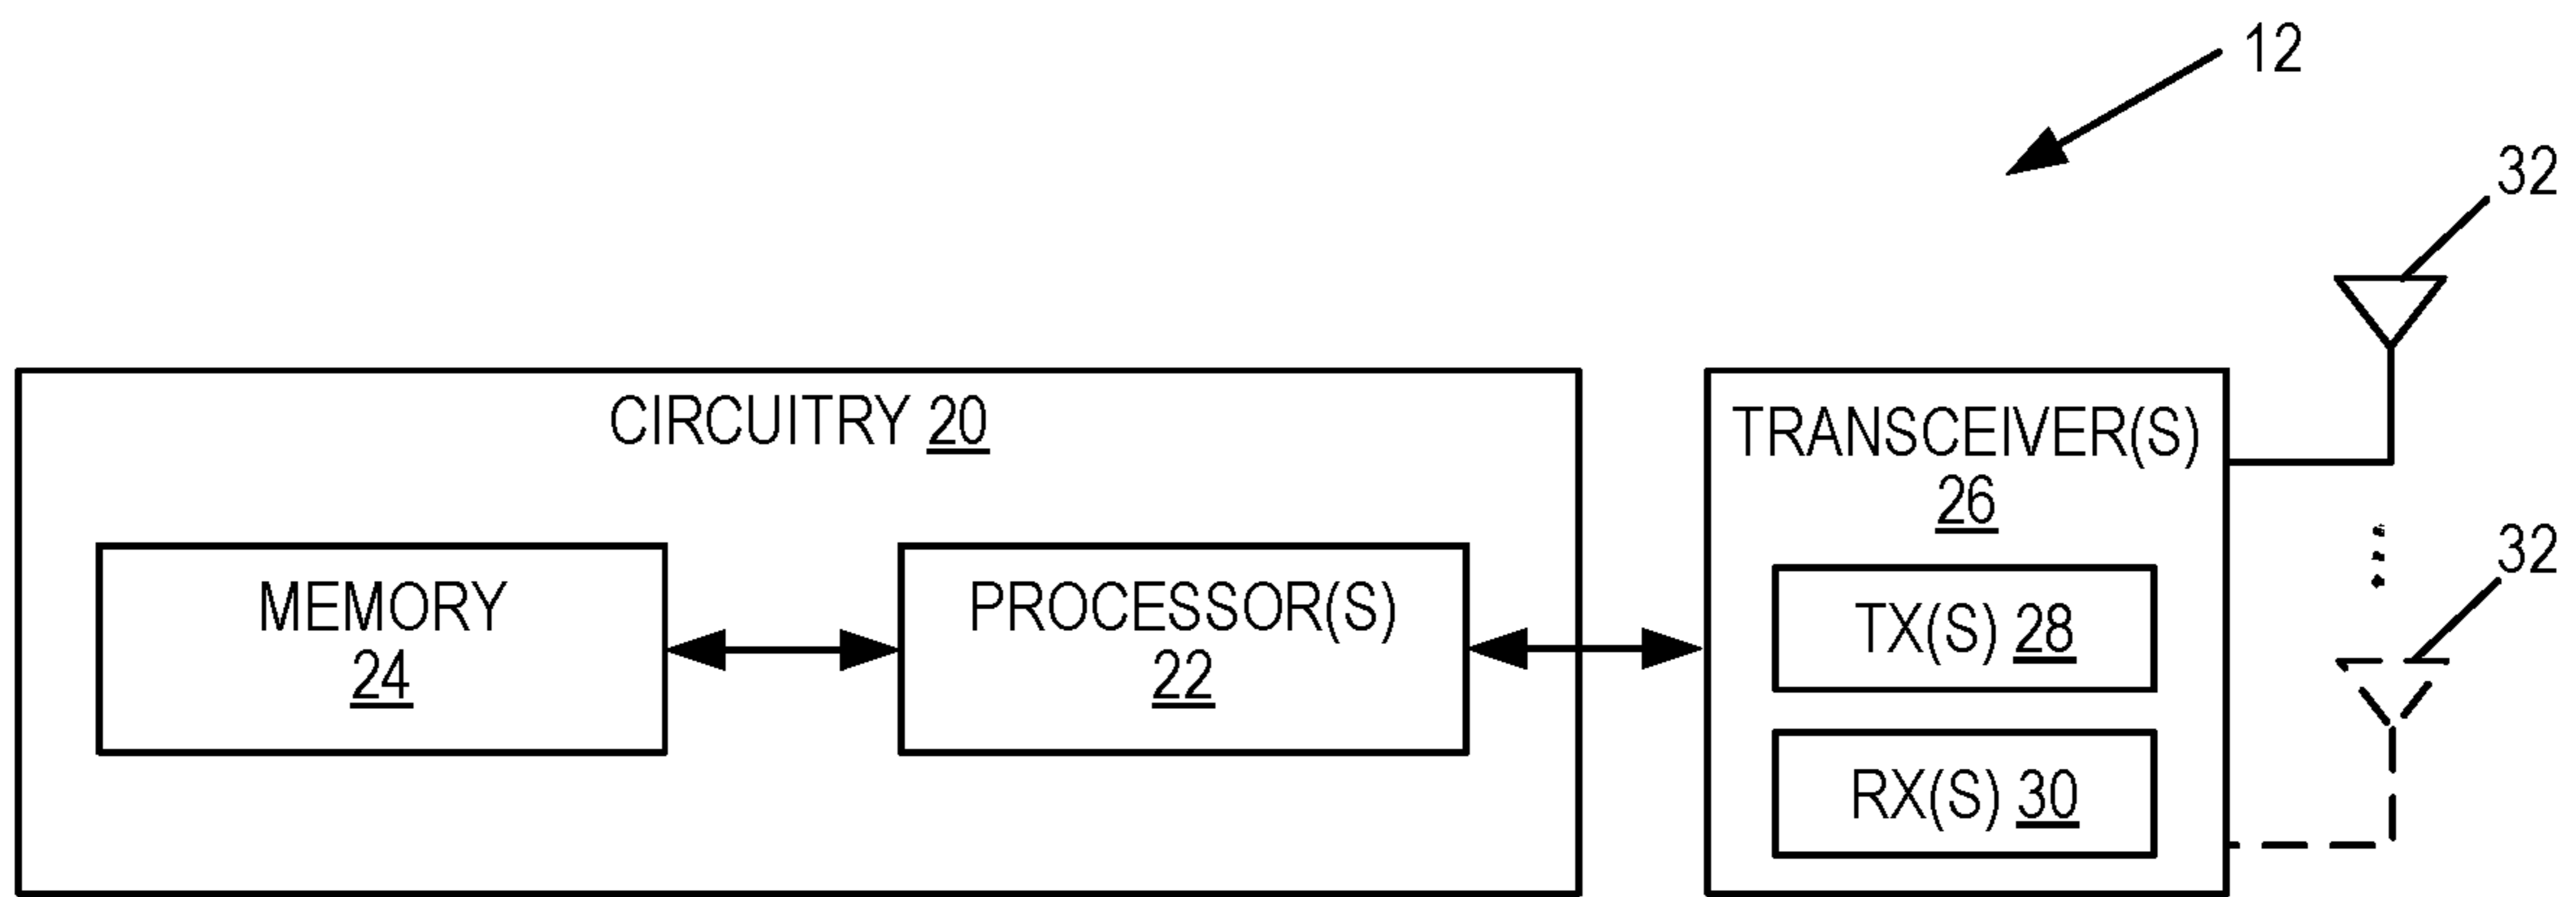 12
32
CIRCUITRY 20
TRANSCEIVER(S)
26
32
MEMORY
24
PROCESSOR(S)
22
TX(S) 28
RX(S) 30